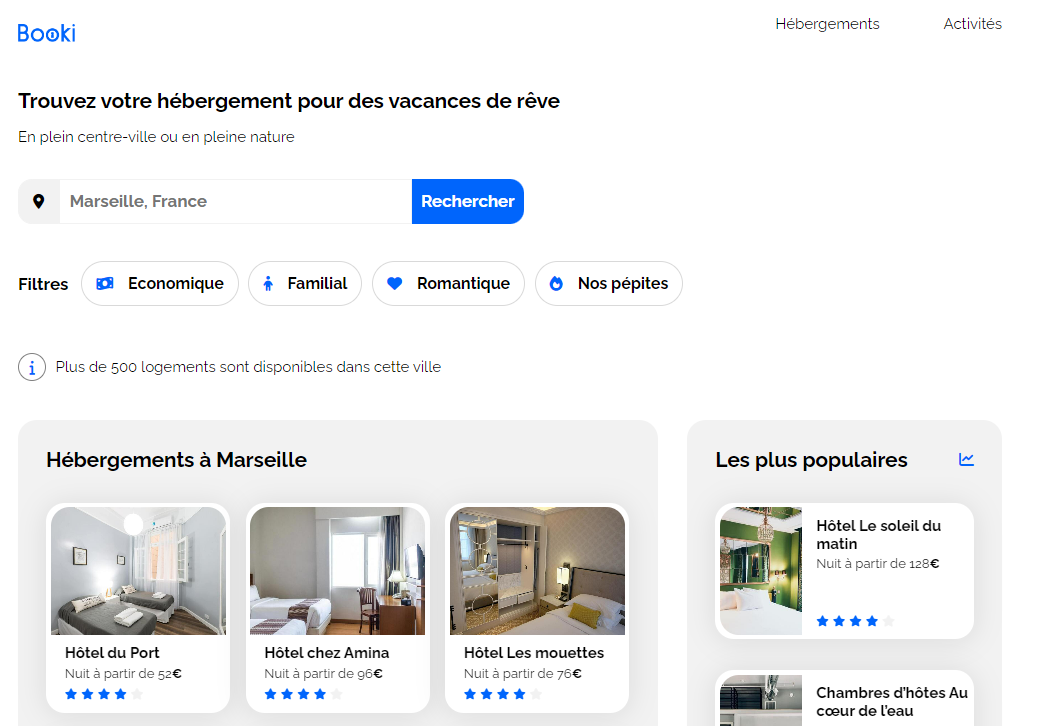 Booki
Hébergements
Activités
Trouvez votre hébergement pour des vacances de rêve
En plein centre-ville ou en pleine nature
Marseille, France
Rechercher
Filtres
Economique
Familial
Romantique
Nos pépites
Plus de 500 logements sont disponibles dans cette ville
Hébergements à Marseille
Hôtel du Port
Nuit à partir de 52€
Hôtel chez Amina
Nuit à partir de 96€
Hôtel Les mouettes
Nuit à partir de 76€
Les plus populaires
Hôtel Le soleil du
matin
Nuit à partir de 128€
Chambres d’hôtes Au
cœur de l’eau